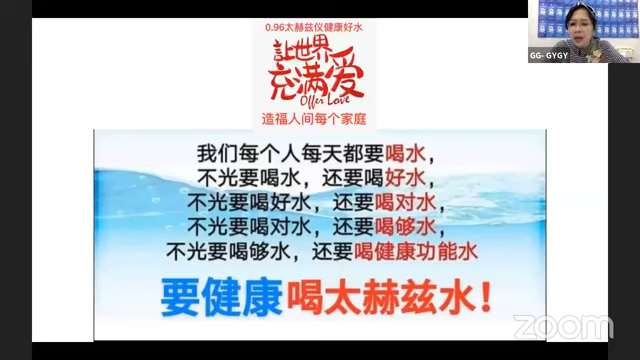 0.96太赫兹仪健康好水
让世界
充满爱
Offer Love
造福人间每个家庭
GG- GYGY
我们每个人每天都要喝水，
不光要喝水，还要喝好水，
不光要喝好水，还要喝对水，
不光要喝对水，还要喝够水，
不光要喝够水，还要喝健康功能水
要健康喝太赫兹水！
zoom